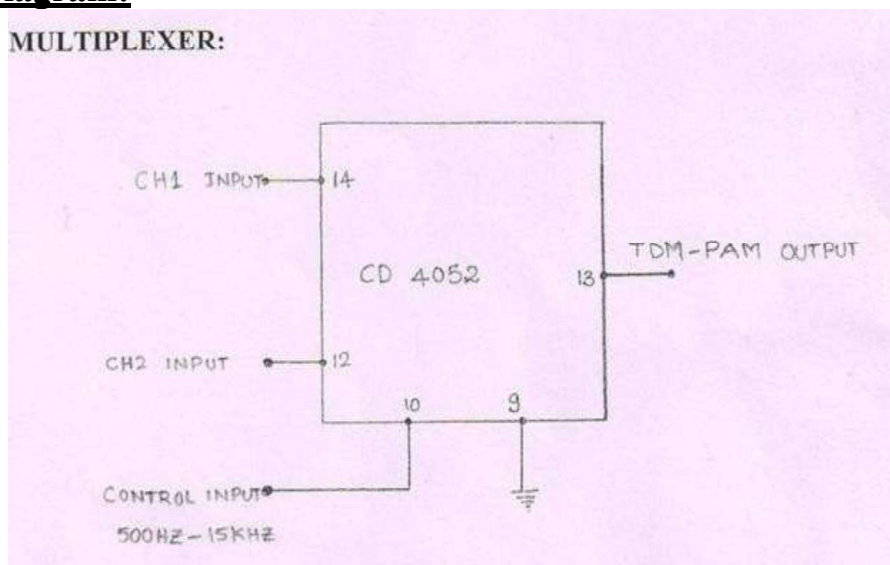 MULTIPLEXER:
CH1 INPUT
14
TDM-PAM OUTPUT
CD 4052
13
CH2 INPUT
12
10
9
CONTROL INPUT
500HZ-15KHZ